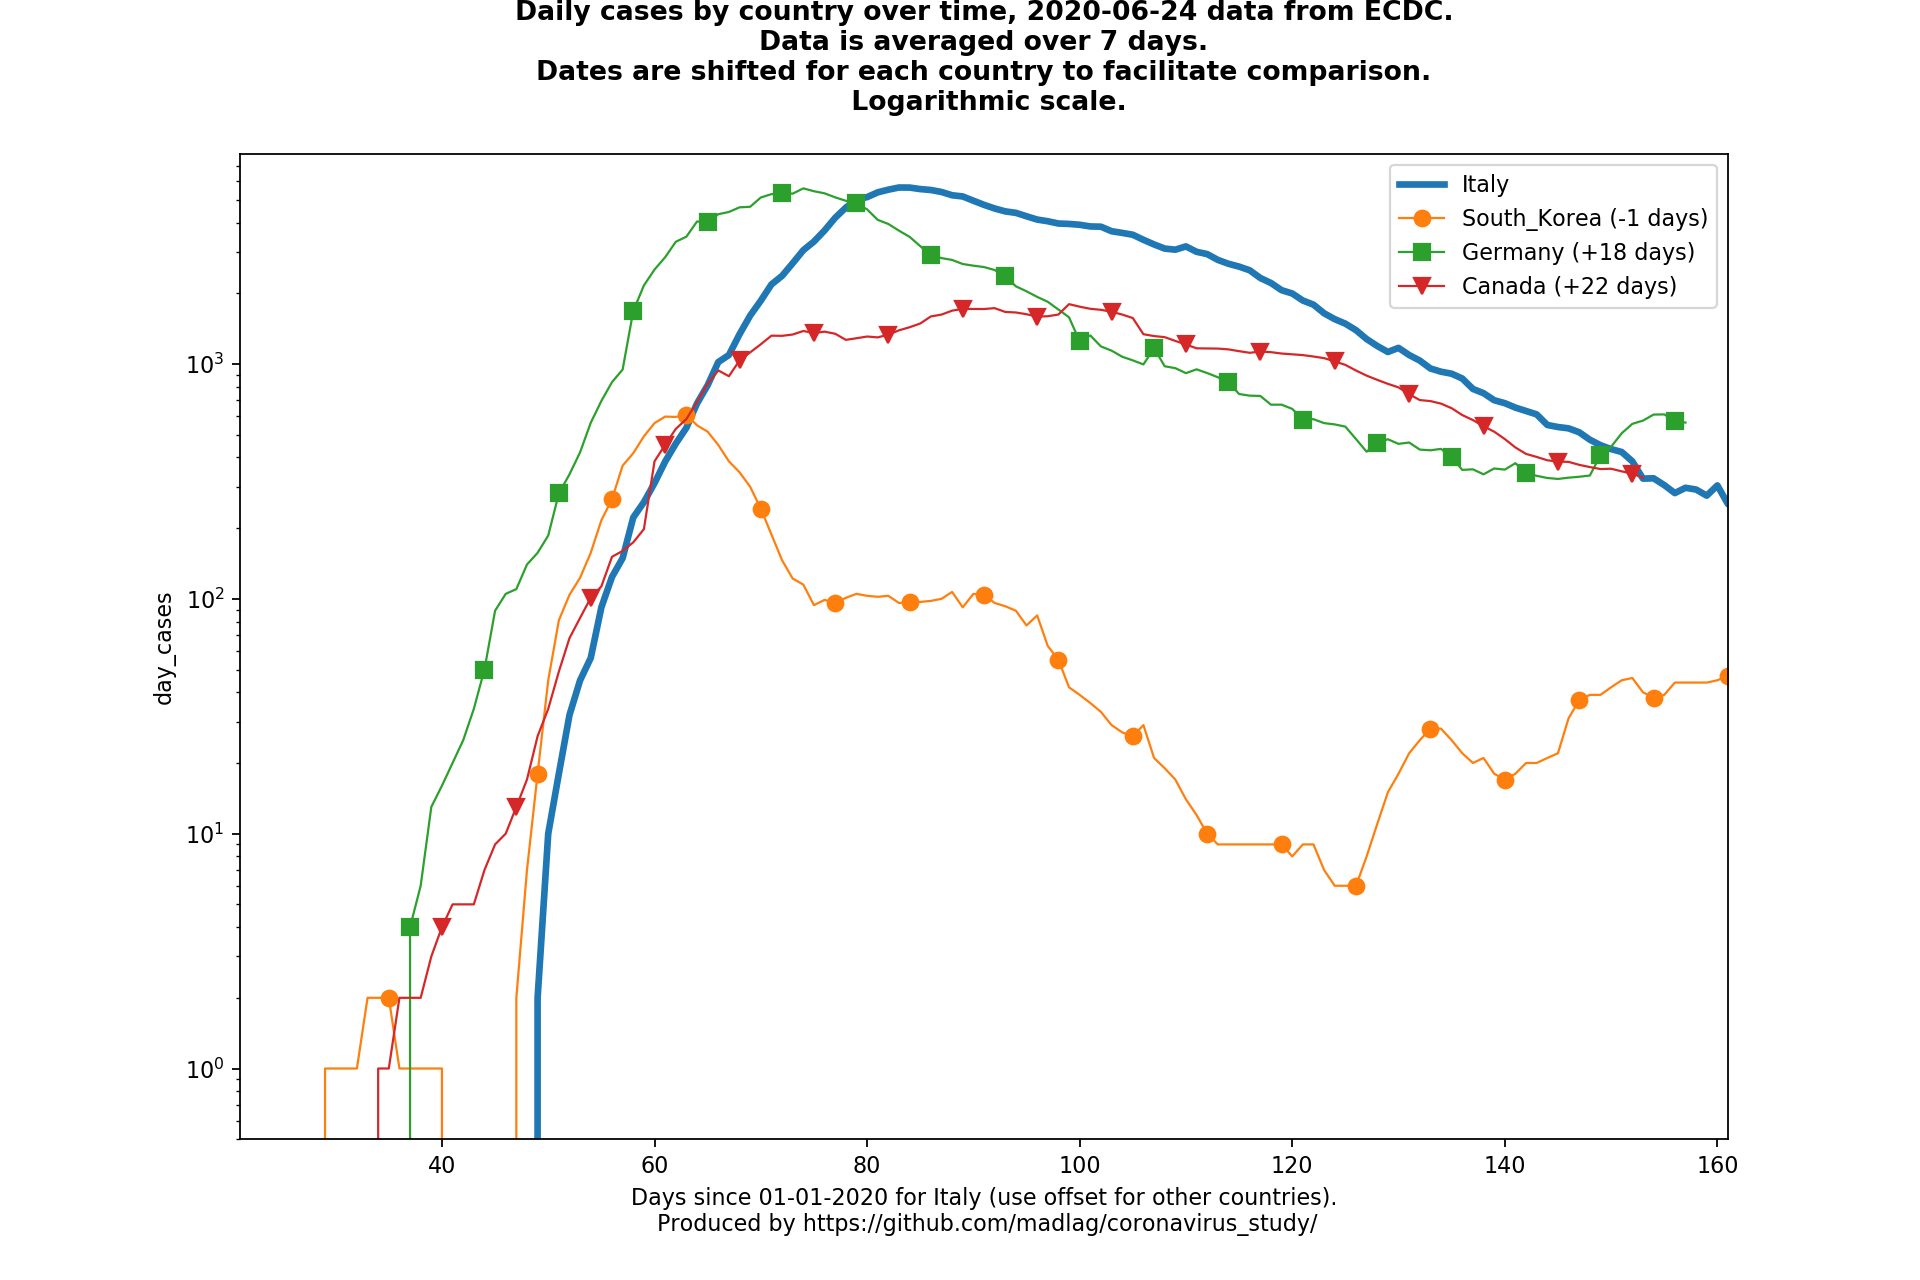 Daily cases by country over time, 2020-06-24 data from ECDC.
Data is averaged over 7 days.
Dates are shifted for each country to facilitate comparison.
Logarithmic scale.
Italy
South_Korea (-1 days)
Germany (+18 days)
Canada (+22 days)
day_cases
10³
10²
10¹
10⁰
40 60 80 100 120 140 160
Days since 01-01-2020 for Italy (use offset for other countries).
Produced by https://github.com/madlag/coronavirus_study/